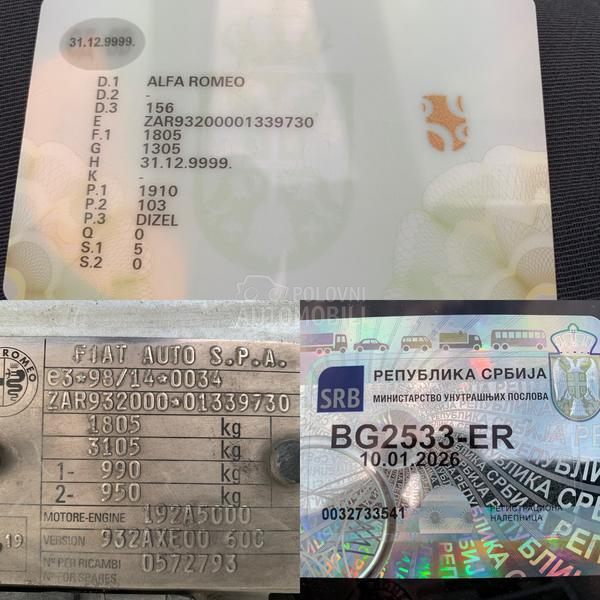 31.12.9999.
D.1 ALFA ROMEO
D.2 -
D.3 156
E ZAR93200001339730
F.1 1805
G 1305
H 31.12.9999.
K -
P.1 1910
P.2 103
P.3 DIZEL
Q 0
S.1 5
S.2 0
POLOVNI
AUTOMOBILI
ROMEO
FIAT AUTO S.P.A.
e3*98/14*0034
ZAR932000*01339730
1805 kg
3105 kg
1- 990 kg
2- 950 kg
MOTORE-ENGINE 192A5000
VERSION 932AXE00 60C
N° PER RICAMBI 0572793
N° FOR SPARES
.19
SRB
РЕПУБЛИКА СРБИЈА
МИНИСТАРСТВО УНУТРАШЊИХ ПОСЛОВА
BG2533-ER
10.01.2026.
0032733541
РЕГИСТРАЦИОНА
НАЛЕПНИЦА